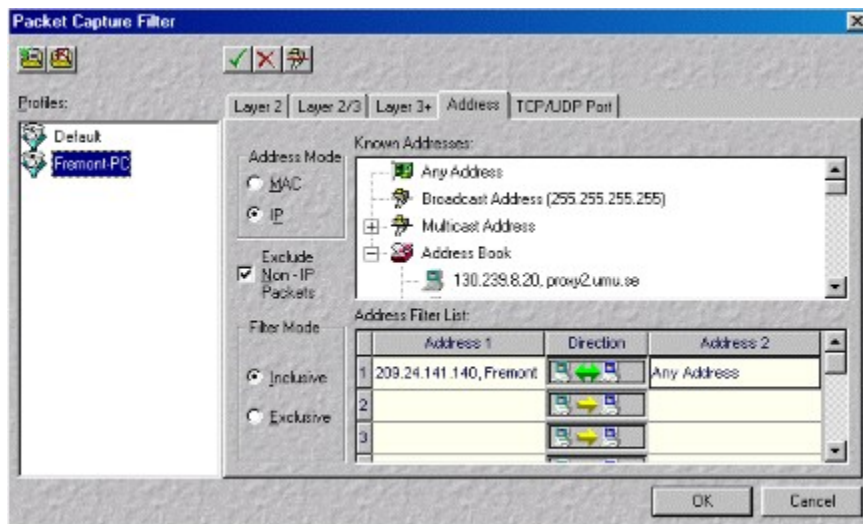 Packet Capture Filter
Profiles:
Default
Fremont-PC
Layer 2
Layer 2/3
Layer 3+
Address
TCP/UDP Port
Address Mode
MAC
IP
Exclude
Non-IP
Packets
Filter Mode
Inclusive
Exclusive
Known Addresses:
Any Address
Broadcast Address (255.255.255.255)
Multicast Address
Address Book
130.239.8.20, proxy2.umu.se
Address Filter List:
Address 1 Direction Address 2
1 209.24.141.140, Fremont Any Address
2
3
OK
Cancel